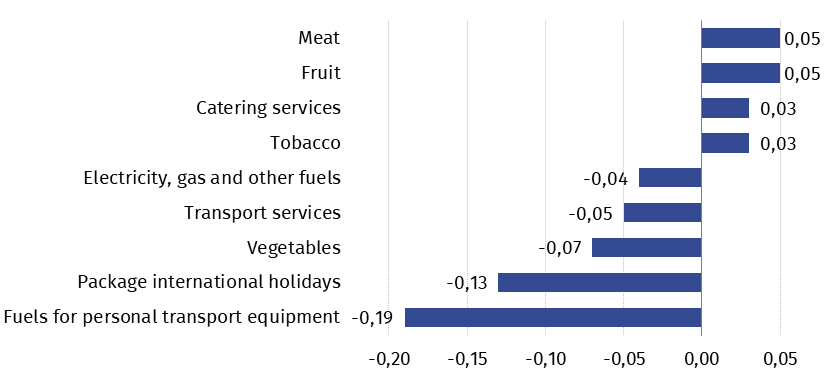 Meat 0,05
Fruit 0,05
Catering services 0,03
Tobacco 0,03
Electricity, gas and other fuels -0,04
Transport services -0,05
Vegetables -0,07
Package international holidays -0,13
Fuels for personal transport equipment -0,19
-0,20 -0,15 -0,10 -0,05 0,00 0,05